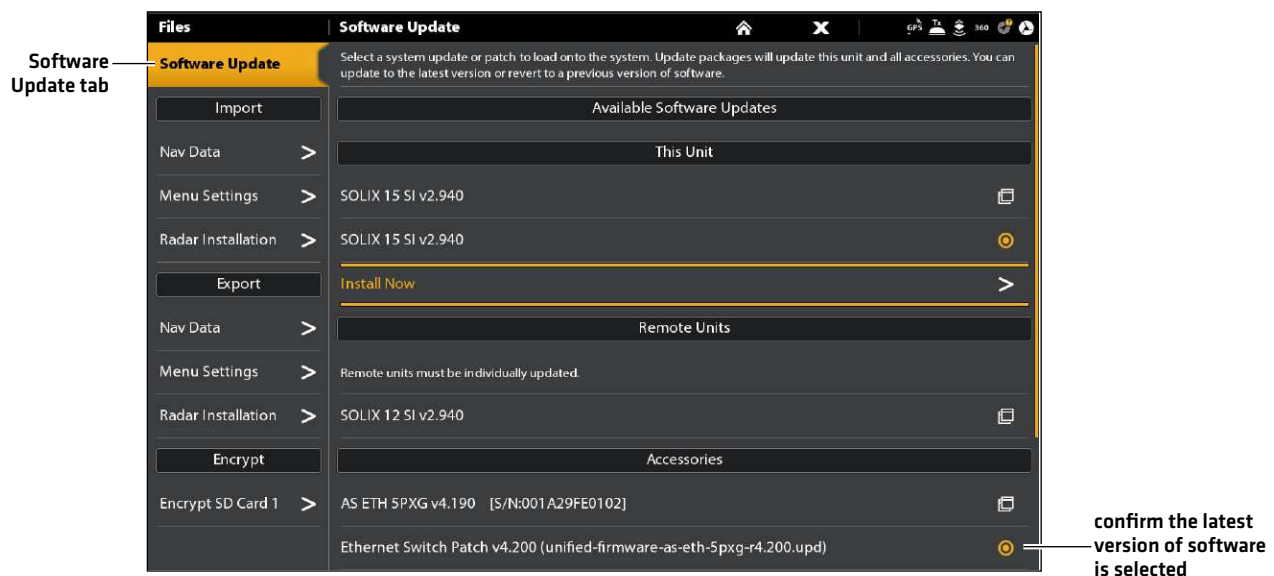 Files
Software Update
GPS Tx 360
Software
Update tab
Software Update
Select a system update or patch to load onto the system. Update packages will update this unit and all accessories. You can
update to the latest version or revert to a previous version of software.
Import
Available Software Updates
Nav Data >
This Unit
Menu Settings >
SOLIX 15 SI v2.940
Radar Installation >
SOLIX 15 SI v2.940
Export
Install Now >
Nav Data >
Remote Units
Menu Settings >
Remote units must be individually updated.
Radar Installation >
SOLIX 12 SI v2.940
Encrypt
Accessories
Encrypt SD Card 1 >
AS ETH 5PXG v4.190 [S/N:001A29FE0102]
Ethernet Switch Patch v4.200 (unified-firmware-as-eth-5pxg-r4.200.upd)
confirm the latest
version of software
is selected